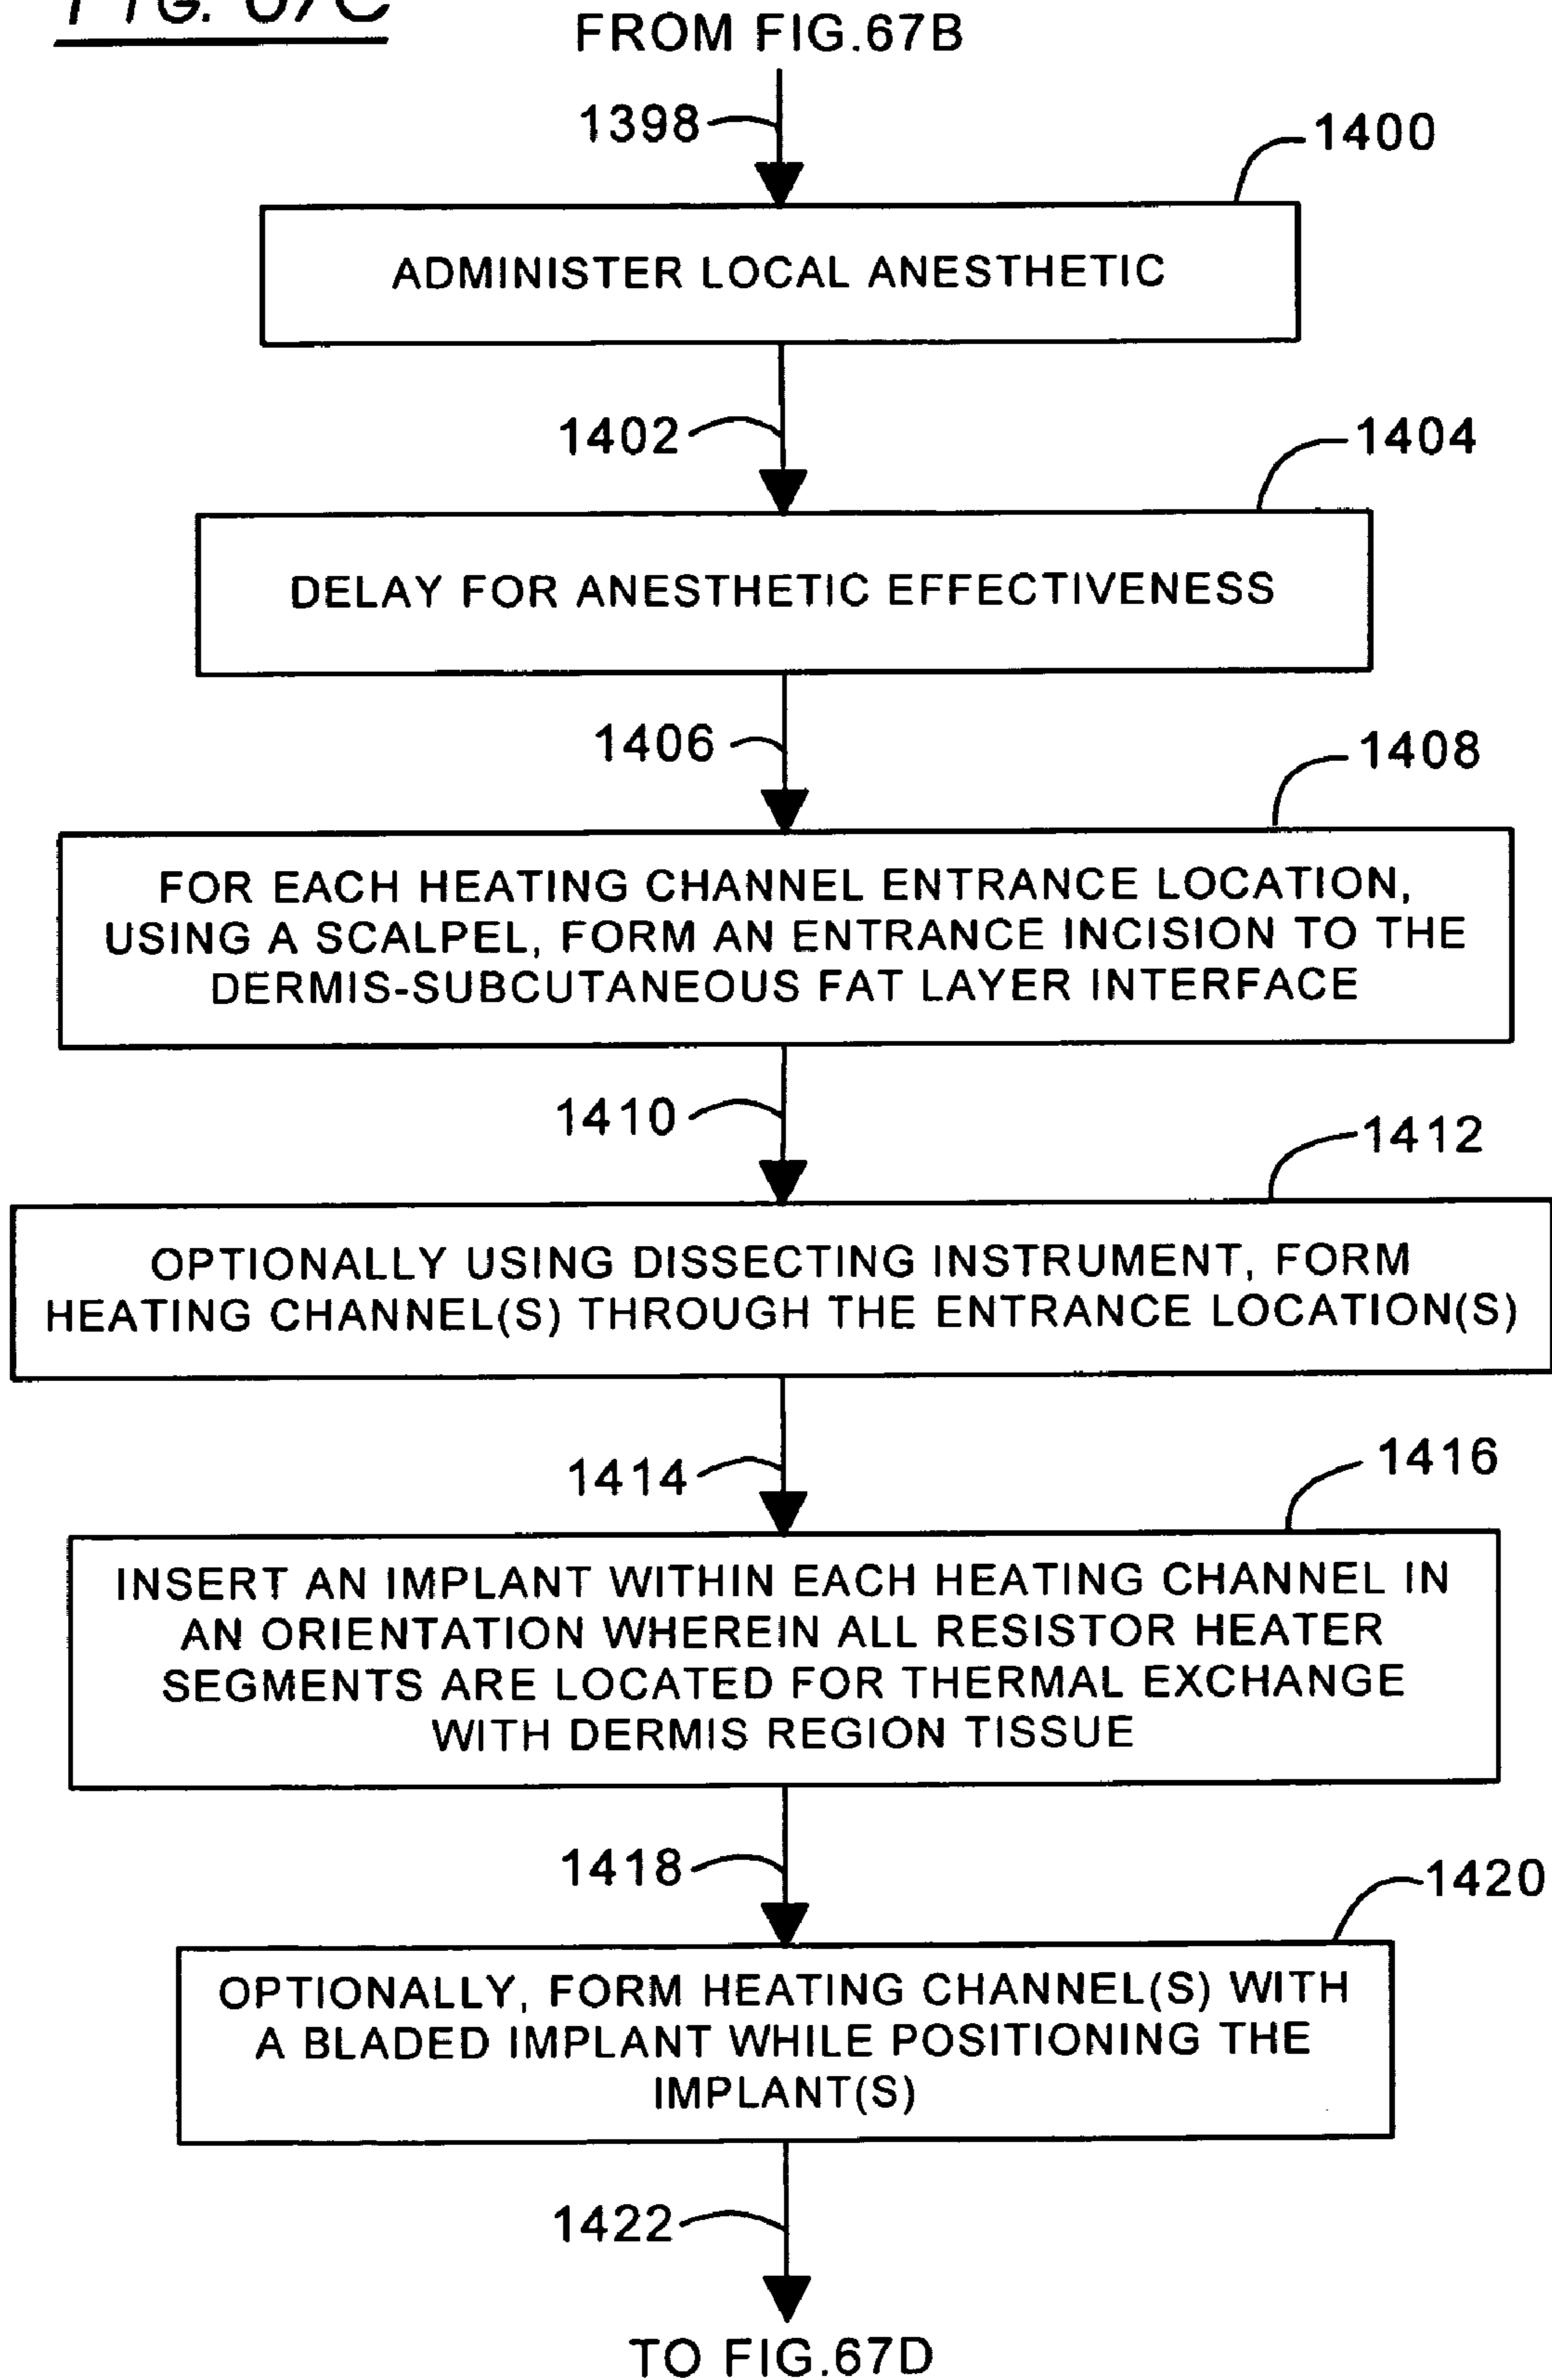 FIG. 67C
FROM FIG.67B
1398
1400
ADMINISTER LOCAL ANESTHETIC
1402
1404
DELAY FOR ANESTHETIC EFFECTIVENESS
1406
1408
FOR EACH HEATING CHANNEL ENTRANCE LOCATION,
USING A SCALPEL, FORM AN ENTRANCE INCISION TO THE
DERMIS-SUBCUTANEOUS FAT LAYER INTERFACE
1410
1412
OPTIONALLY USING DISSECTING INSTRUMENT, FORM
HEATING CHANNEL(S) THROUGH THE ENTRANCE LOCATION(S)
1414
1416
INSERT AN IMPLANT WITHIN EACH HEATING CHANNEL IN
AN ORIENTATION WHEREIN ALL RESISTOR HEATER
SEGMENTS ARE LOCATED FOR THERMAL EXCHANGE
WITH DERMIS REGION TISSUE
1418
1420
OPTIONALLY, FORM HEATING CHANNEL(S) WITH
A BLADED IMPLANT WHILE POSITIONING THE
IMPLANT(S)
1422
TO FIG.67D